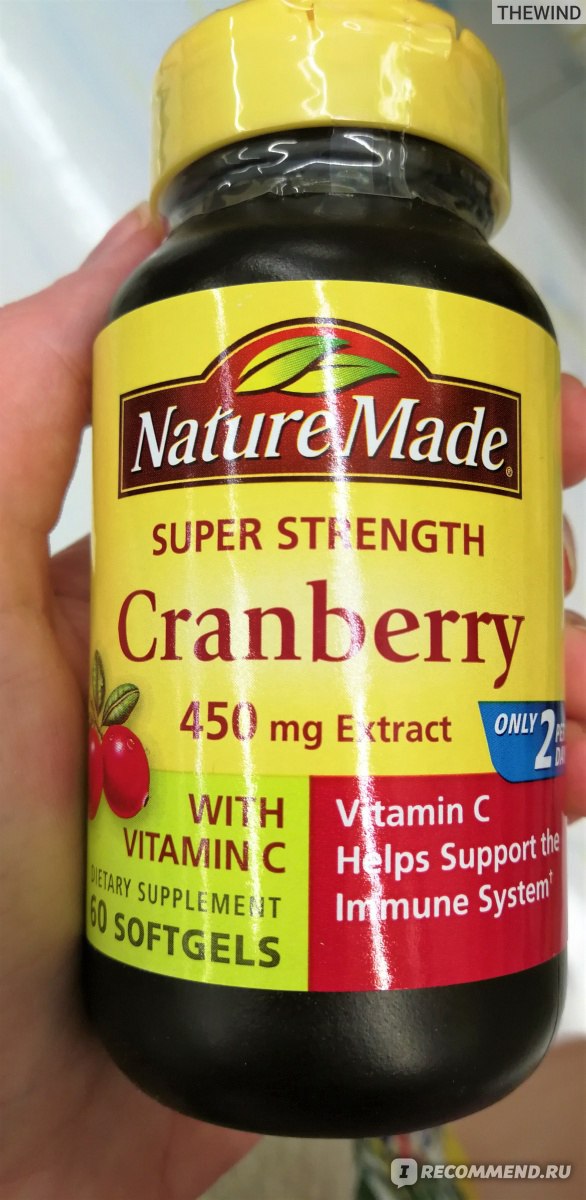 THEWIND
Nature Made®
SUPER STRENGTH
Cranberry
450 mg Extract
ONLY 2
WITH
VITAMIN C
DIETARY SUPPLEMENT
60 SOFTGELS
Vitamin C
Helps Support the
Immune System†
I RECOMMEND.RU